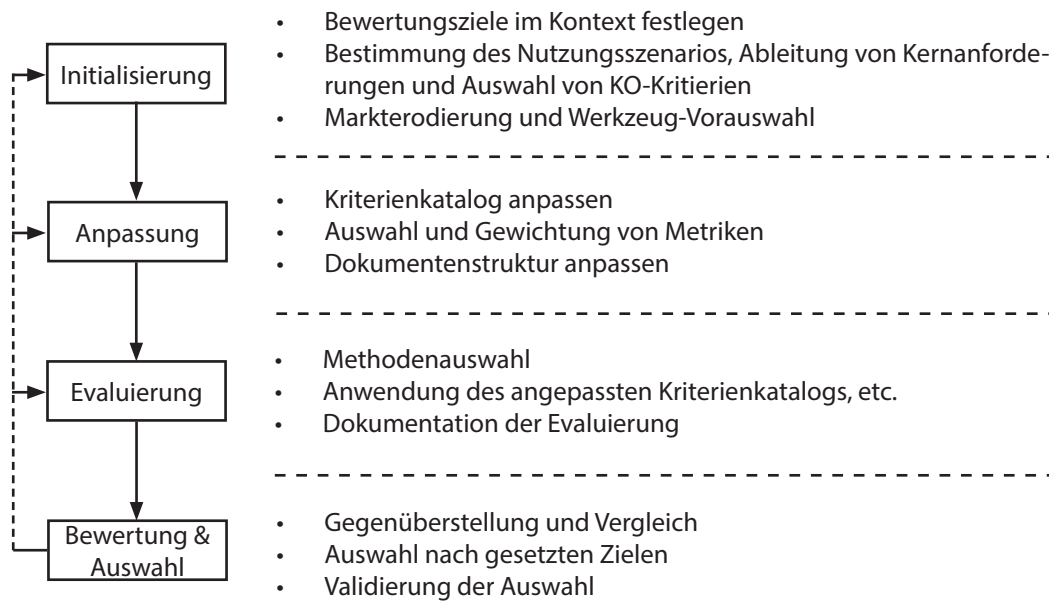 • Bewertungsziele im Kontext festlegen
Initialisierung
• Bestimmung des Nutzungsszenarios, Ableitung von Kernanforde-
rungen und Auswahl von KO-Kritierien
• Markterodierung und Werkzeug-Vorauswahl
Anpassung
• Kriterienkatalog anpassen
• Auswahl und Gewichtung von Metriken
• Dokumentenstruktur anpassen
Evaluierung
• Methodenauswahl
• Anwendung des angepassten Kriterienkatalogs, etc.
• Dokumentation der Evaluierung
Bewertung &
Auswahl
• Gegenüberstellung und Vergleich
• Auswahl nach gesetzten Zielen
• Validierung der Auswahl